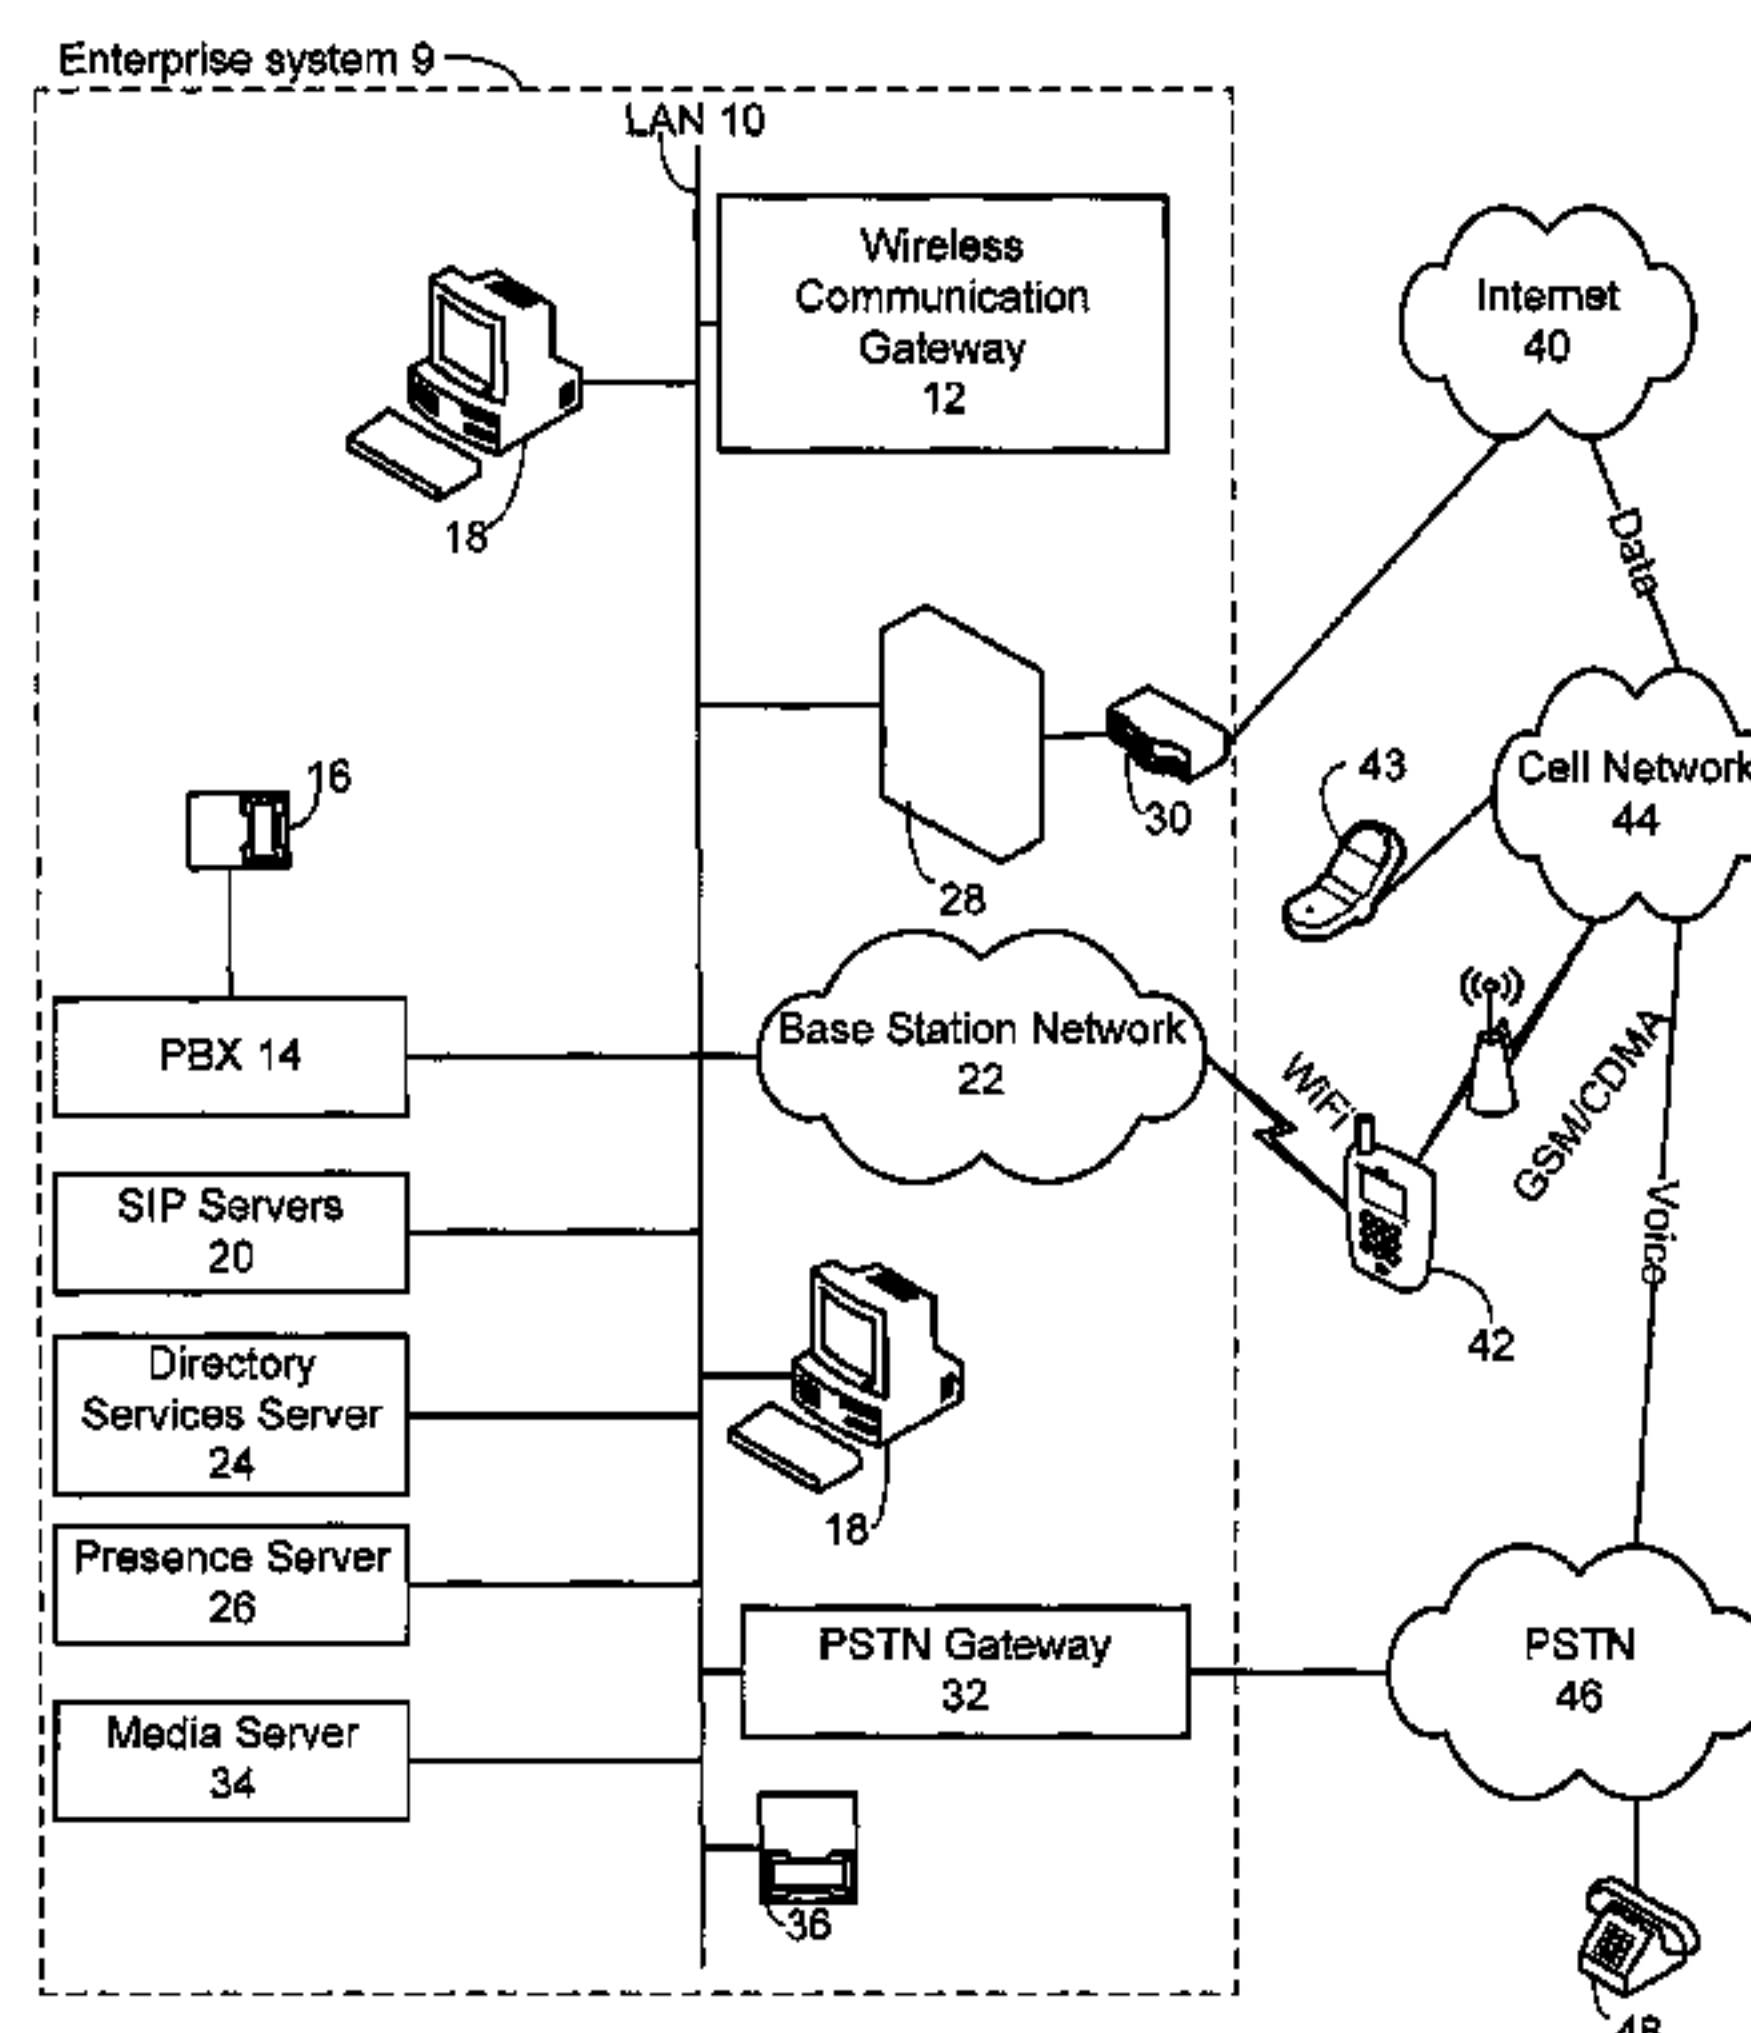 Enterprise system 9
LAN 10
Wireless
Communication
Gateway
12
Internet
40
18
Data
16
30
43
Cell Network
44
28
PBX 14
Base Station Network
22
WiFi
GSM/CDMA
SIP Servers
20
Voice
42
Directory
Services Server
24
18
Presence Server
26
PSTN Gateway
32
PSTN
46
Media Server
34
36